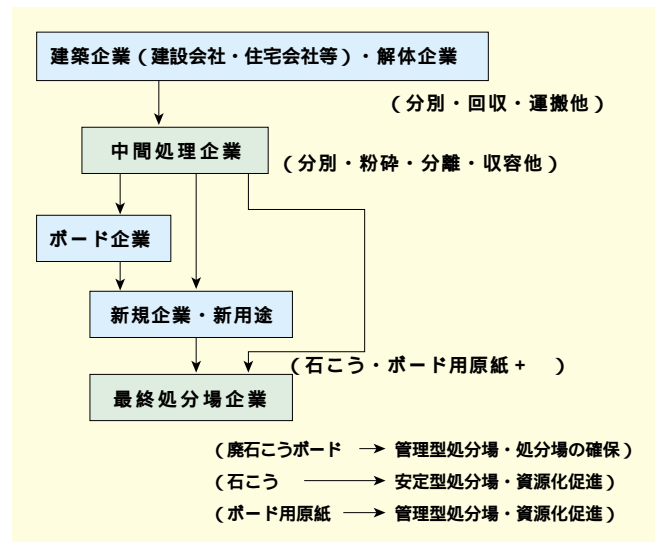 建築企業（建設会社・住宅会社等）・解体企業
（分別・回収・運搬他）
中間処理企業
（分別・粉砕・分離・収容他）
ボード企業
新規企業・新用途
（石こう・ボード用原紙＋　）
最終処分場企業
（廃石こうボード → 管理型処分場・処分場の確保）
（石こう → 安定型処分場・資源化促進）
（ボード用原紙 → 管理型処分場・資源化促進）